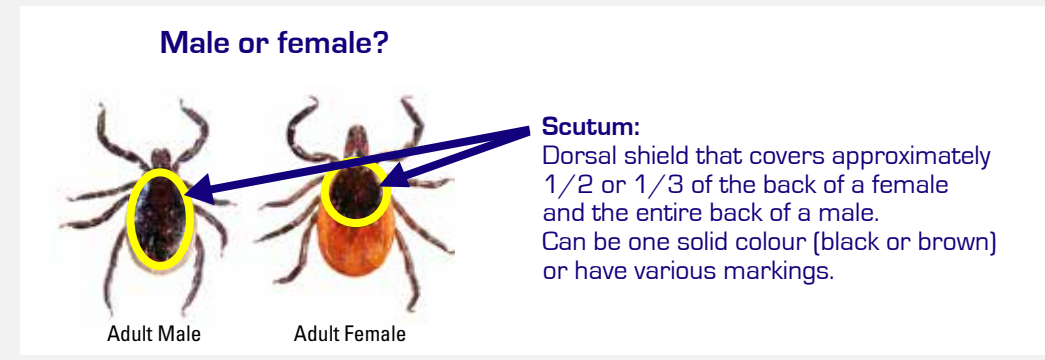 Male or female?
Scutum:
Dorsal shield that covers approximately
1/2 or 1/3 of the back of a female
and the entire back of a male.
Can be one solid colour (black or brown)
or have various markings.
Adult Male
Adult Female